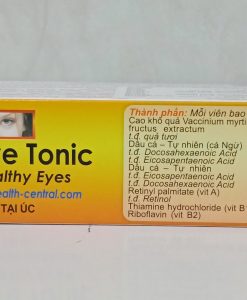 e Tonic
althy Eyes
ealth-central.com
TẠI ÚC
Thành phần: Mỗi viên bao
Cao khô quả Vaccinium myrti
fructus extractum
t.đ. quả tươi
Dầu cá – Tự nhiên (cá Ngừ)
t.đ. Docosahexaenoic Acid
t.đ. Eicosapentaenoic Acid
Dầu cá – Tự nhiên
t.đ. Eicosapentaenoic Acid
t.đ. Docosahexaenoic Acid
Retinyl palmitate (vit A)
t.đ. Retinol
Thiamine hydrochloride (vit B
Riboflavin (vit B2)